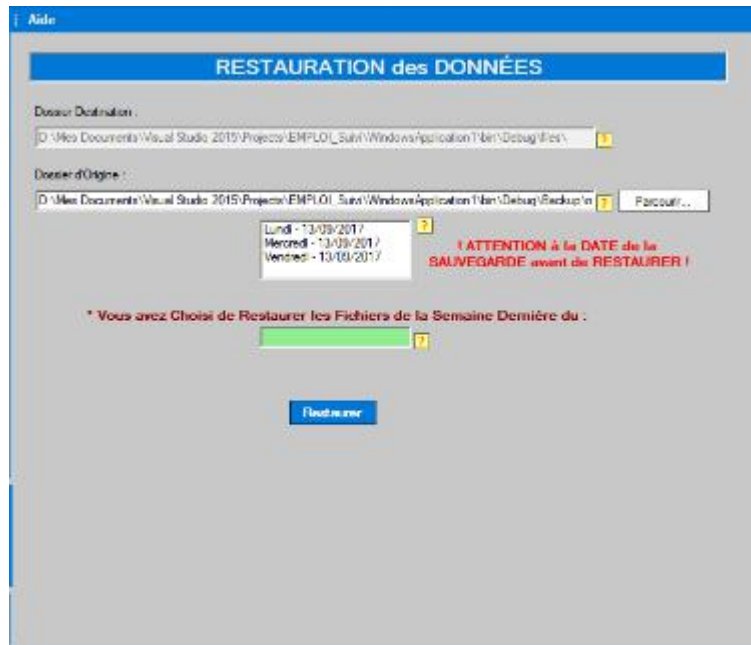 Aide
RESTAURATION des DONNÉES
Dossier Destination :
D:\Mes Documents\Visual Studio 2015\Projects\EMPLOI_Suivi\WindowsApplication1\bin\Debug\files\
?
Dossier d'Origine :
D:\Mes Documents\Visual Studio 2015\Projects\EMPLOI_Suivi\WindowsApplication1\bin\Debug\Backup\
?
Parcourir...
Lundi - 13/09/2017
Mercredi - 13/09/2017
Vendredi - 13/09/2017
?
! ATTENTION à la DATE de la
SAUVEGARDE avant de RESTAURER !
* Vous avez Choisi de Restaurer les Fichiers de la Semaine Dernière du :
?
Restaurer